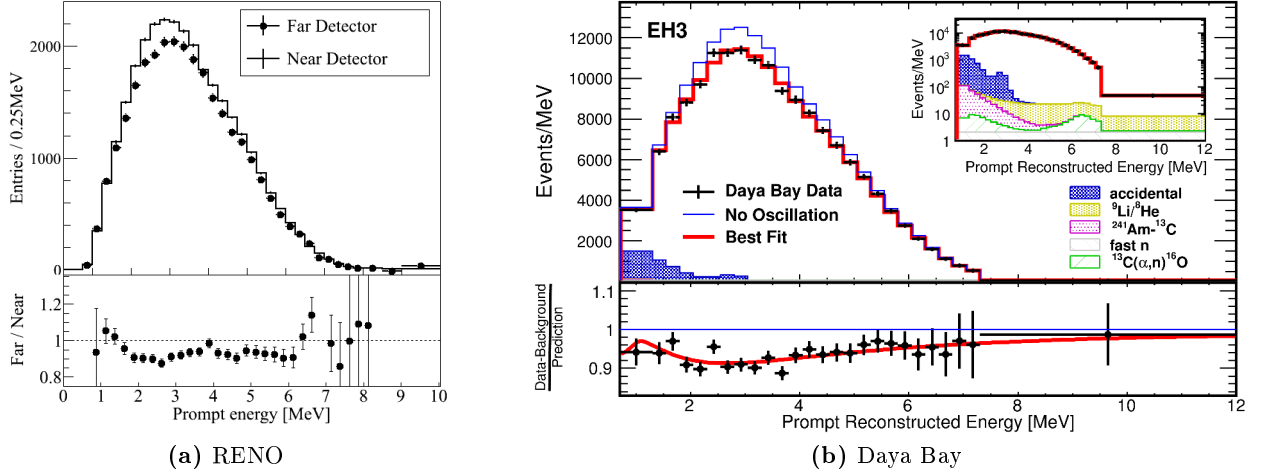 Far Detector
Near Detector
Entries / 0.25MeV
2000
1000
0
Far / Near
1.2
1
0.8
0 1 2 3 4 5 6 7 8 9 10
Prompt energy [MeV]
(a) RENO
EH3
Events/MeV
12000
10000
8000
6000
4000
2000
Daya Bay Data
No Oscillation
Best Fit
Events/MeV
10⁴
10³
10²
10
1
2 4 6 8 10 12
Prompt Reconstructed Energy [MeV]
accidental
⁹Li/⁸He
²⁴¹Am-¹³C
fast n
¹³C(α,n)¹⁶O
Data-Background
Prediction
1.1
1
0.9
2 4 6 8 10 12
Prompt Reconstructed Energy [MeV]
(b) Daya Bay